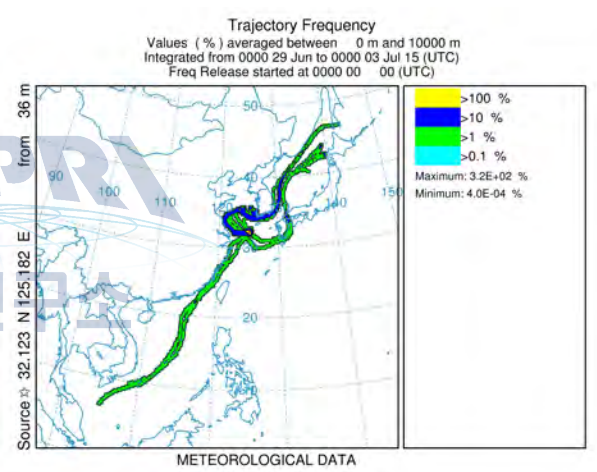 Trajectory Frequency
Values ( % ) averaged between 0 m and 10000 m
Integrated from 0000 29 Jun to 0000 03 Jul 15 (UTC)
Freq Release started at 0000 00 00 (UTC)
Source ☆ 32.123 N 125.182 E from 36 m
>100 %
>10 %
>1 %
>0.1 %
Maximum: 3.2E+02 %
Minimum: 4.0E-04 %
50
40
90
100
110
150
30
20
METEOROLOGICAL DATA